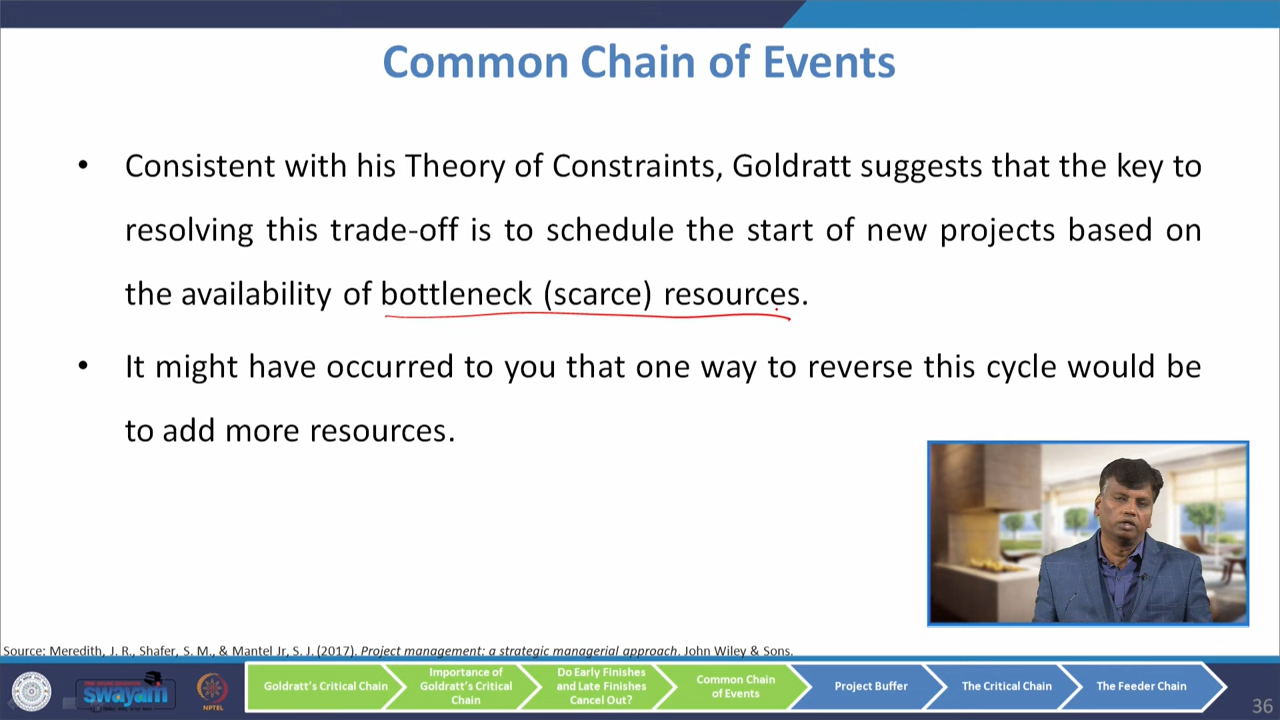 Common Chain of Events
• Consistent with his Theory of Constraints, Goldratt suggests that the key to
resolving this trade-off is to schedule the start of new projects based on
the availability of bottleneck (scarce) resources.
• It might have occurred to you that one way to reverse this cycle would be
to add more resources.
Source: Meredith, J. R., Shafer, S. M., & Mantel Jr, S. J. (2017). Project management: a strategic managerial approach. John Wiley & Sons.
swayam
NPTEL
Goldratt's Critical Chain
Importance of
Goldratt's Critical
Chain
Do Early Finishes
and Late Finishes
Cancel Out?
Common Chain
of Events
Project Buffer
The Critical Chain
The Feeder Chain
36